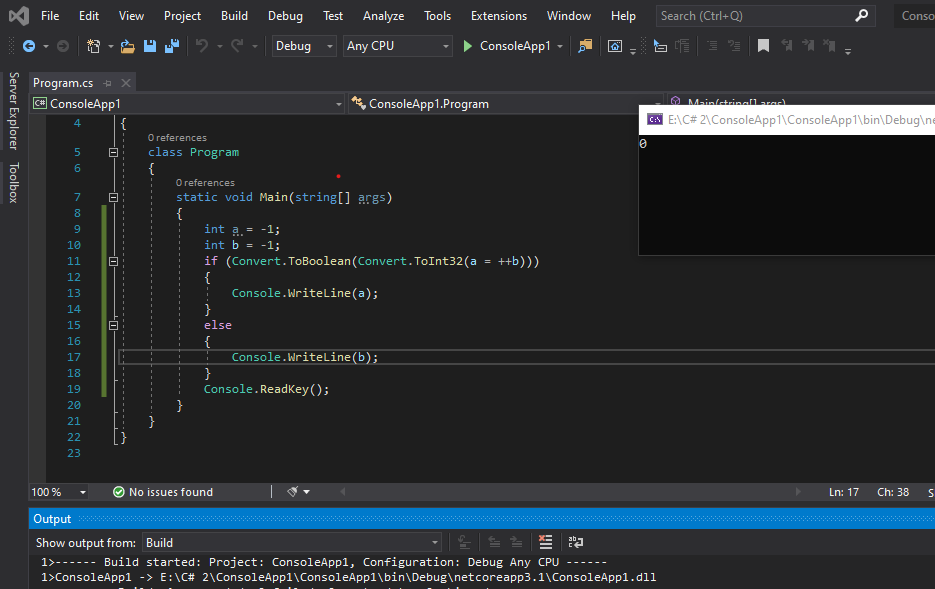 File Edit View Project Build Debug Test Analyze Tools Extensions Window Help Search (Ctrl+Q) Conso
Debug Any CPU ConsoleApp1
Server Explorer
Toolbox
Program.cs
C# ConsoleApp1 ConsoleApp1.Program Main(string[] args)
E:\C# 2\ConsoleApp1\ConsoleApp1\bin\Debug\ne
0
4 {
0 references
5 class Program
6 {
0 references
7 static void Main(string[] args)
8 {
9 int a = -1;
10 int b = -1;
11 if (Convert.ToBoolean(Convert.ToInt32(a = ++b)))
12 {
13 Console.WriteLine(a);
14 }
15 else
16 {
17 Console.WriteLine(b);
18 }
19 Console.ReadKey();
20 }
21 }
22 }
23
100 % No issues found Ln: 17 Ch: 38 S
Output
Show output from: Build
1>------ Build started: Project: ConsoleApp1, Configuration: Debug Any CPU ------
1>ConsoleApp1 -> E:\C# 2\ConsoleApp1\ConsoleApp1\bin\Debug\netcoreapp3.1\ConsoleApp1.dll